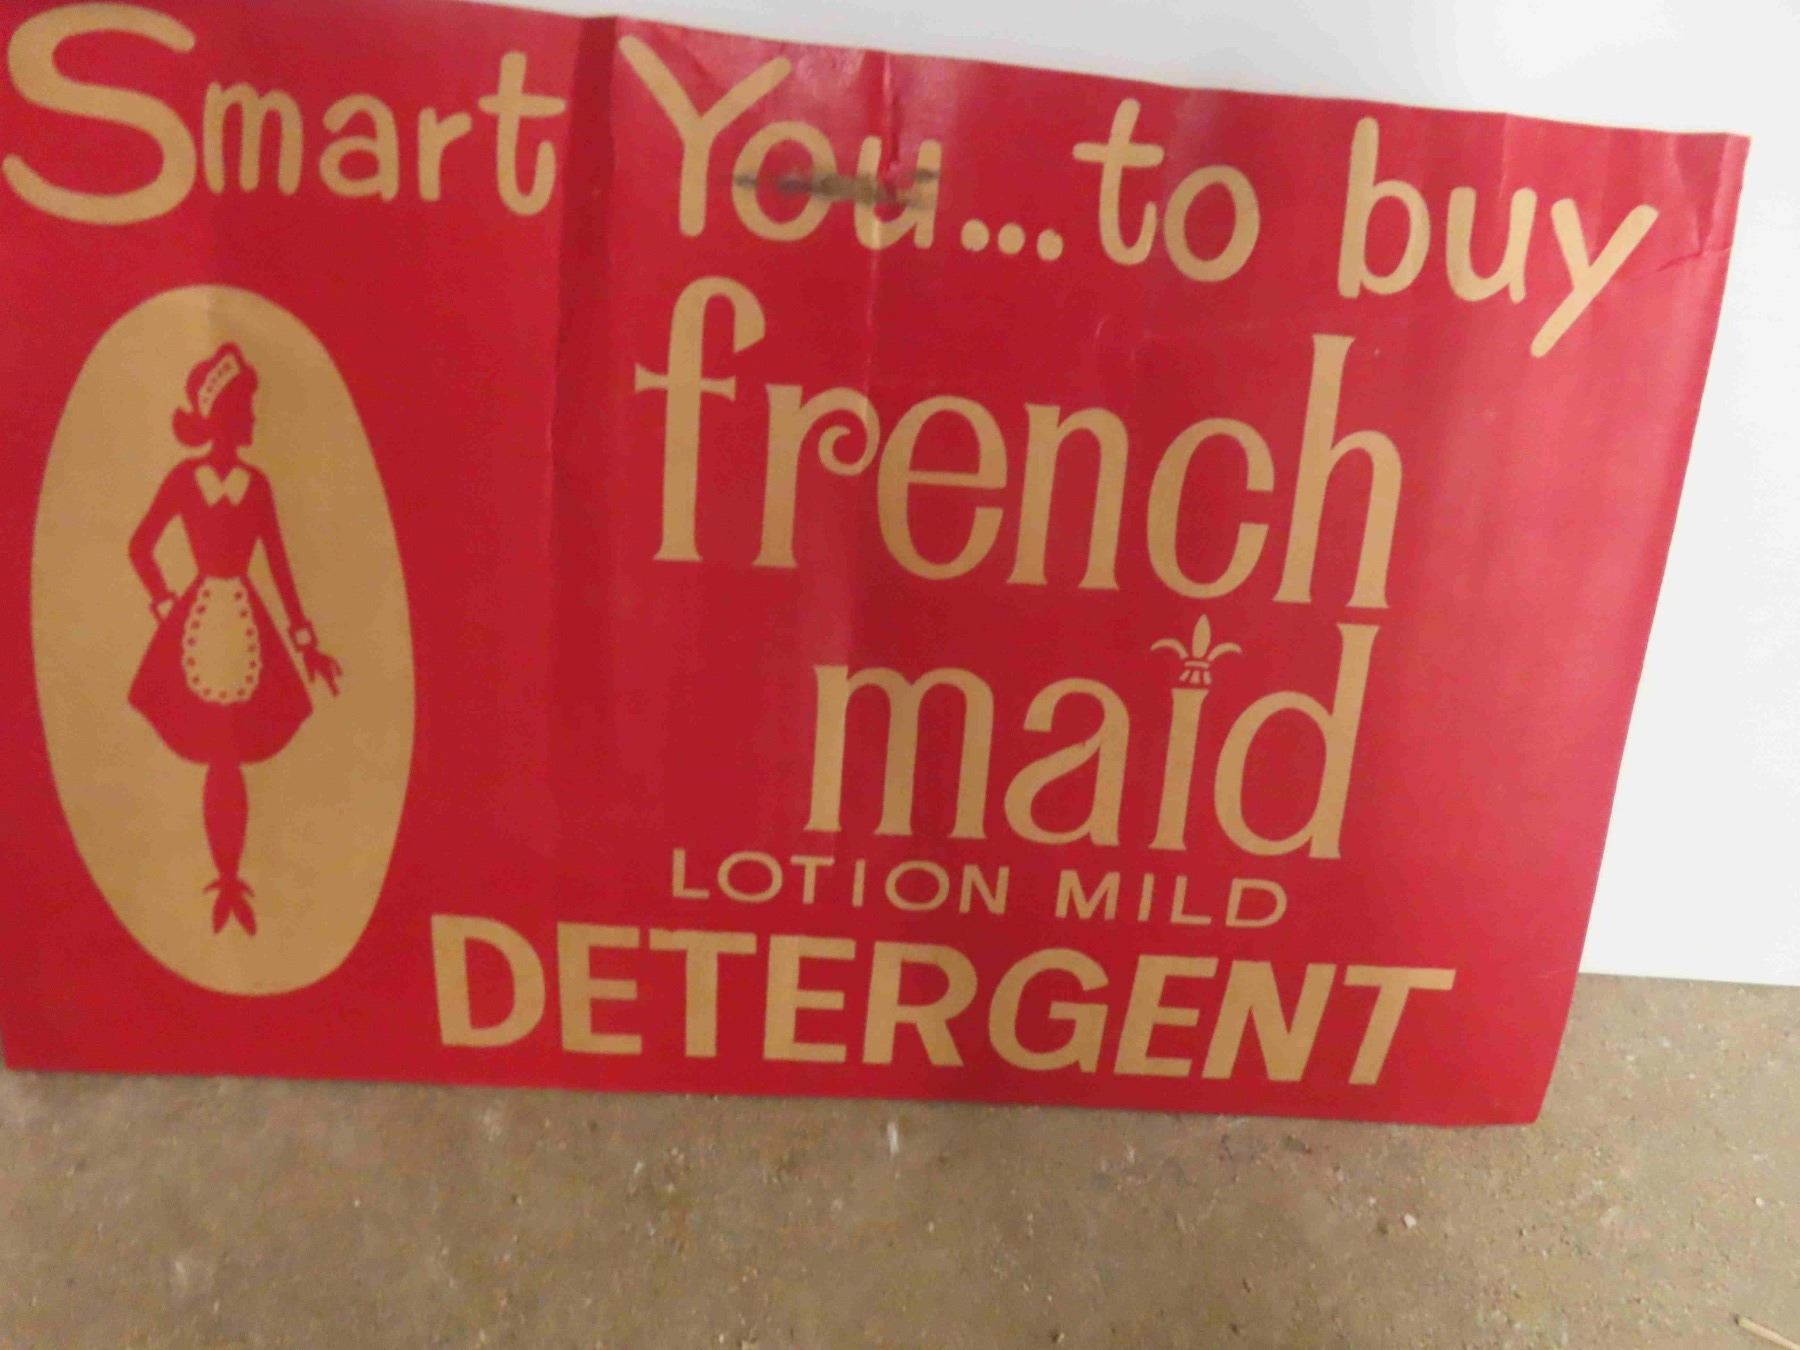 Smart You...to buy
french
maid
LOTION MILD
DETERGENT